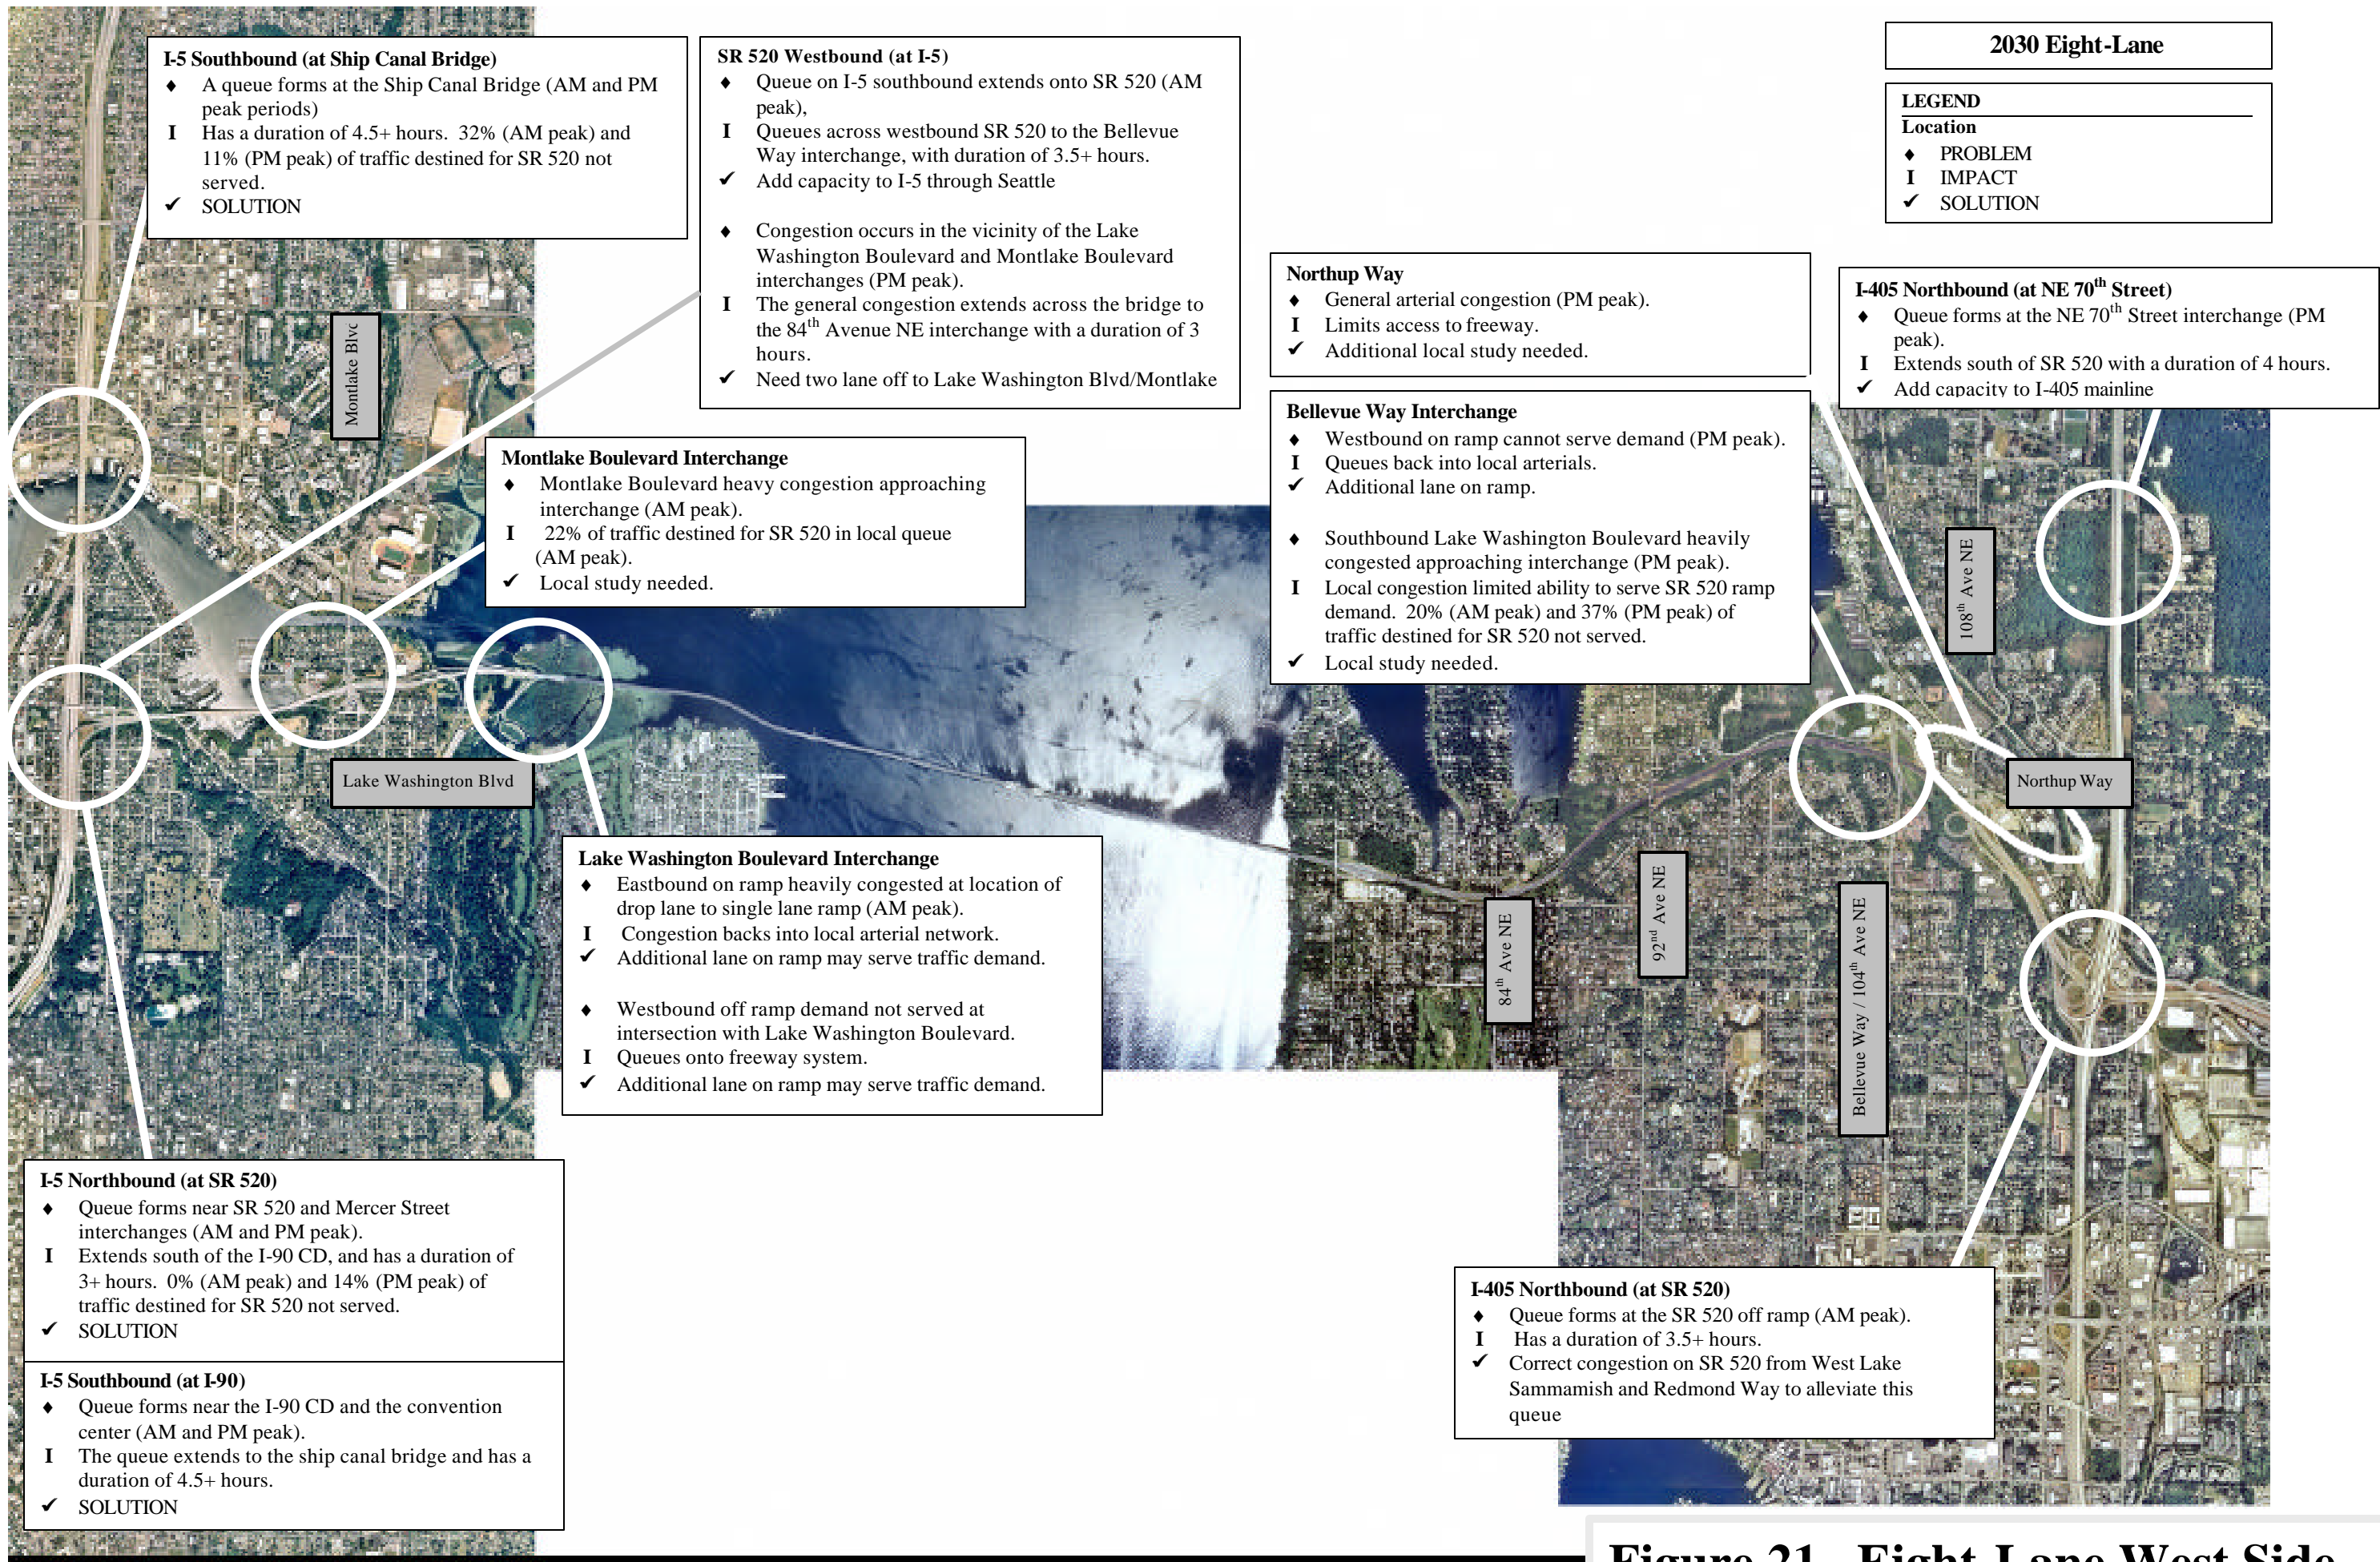 I-5 Southbound (at Ship Canal Bridge)
♦ A queue forms at the Ship Canal Bridge (AM and PM
peak periods)
I Has a duration of 4.5+ hours. 32% (AM peak) and
11% (PM peak) of traffic destined for SR 520 not
served.
✓ SOLUTION
SR 520 Westbound (at I-5)
♦ Queue on I-5 southbound extends onto SR 520 (AM
peak),
I Queues across westbound SR 520 to the Bellevue
Way interchange, with duration of 3.5+ hours.
✓ Add capacity to I-5 through Seattle
♦ Congestion occurs in the vicinity of the Lake
Washington Boulevard and Montlake Boulevard
interchanges (PM peak).
I The general congestion extends across the bridge to
the 84th Avenue NE interchange with a duration of 3
hours.
✓ Need two lane off to Lake Washington Blvd/Montlake
2030 Eight-Lane
LEGEND
Location
♦ PROBLEM
I IMPACT
✓ SOLUTION
Northup Way
♦ General arterial congestion (PM peak).
I Limits access to freeway.
✓ Additional local study needed.
I-405 Northbound (at NE 70th Street)
♦ Queue forms at the NE 70th Street interchange (PM
peak).
I Extends south of SR 520 with a duration of 4 hours.
✓ Add capacity to I-405 mainline
Bellevue Way Interchange
♦ Westbound on ramp cannot serve demand (PM peak).
I Queues back into local arterials.
✓ Additional lane on ramp.
♦ Southbound Lake Washington Boulevard heavily
congested approaching interchange (PM peak).
I Local congestion limited ability to serve SR 520 ramp
demand. 20% (AM peak) and 37% (PM peak) of
traffic destined for SR 520 not served.
✓ Local study needed.
Montlake Blvd
Montlake Boulevard Interchange
♦ Montlake Boulevard heavy congestion approaching
interchange (AM peak).
I 22% of traffic destined for SR 520 in local queue
(AM peak).
✓ Local study needed.
108th Ave NE
Lake Washington Blvd
Northup Way
Lake Washington Boulevard Interchange
♦ Eastbound on ramp heavily congested at location of
drop lane to single lane ramp (AM peak).
I Congestion backs into local arterial network.
✓ Additional lane on ramp may serve traffic demand.
♦ Westbound off ramp demand not served at
intersection with Lake Washington Boulevard.
I Queues onto freeway system.
✓ Additional lane on ramp may serve traffic demand.
84th Ave NE
92nd Ave NE
Bellevue Way / 104th Ave NE
I-5 Northbound (at SR 520)
♦ Queue forms near SR 520 and Mercer Street
interchanges (AM and PM peak).
I Extends south of the I-90 CD, and has a duration of
3+ hours. 0% (AM peak) and 14% (PM peak) of
traffic destined for SR 520 not served.
✓ SOLUTION
I-5 Southbound (at I-90)
♦ Queue forms near the I-90 CD and the convention
center (AM and PM peak).
I The queue extends to the ship canal bridge and has a
duration of 4.5+ hours.
✓ SOLUTION
I-405 Northbound (at SR 520)
♦ Queue forms at the SR 520 off ramp (AM peak).
I Has a duration of 3.5+ hours.
✓ Correct congestion on SR 520 from West Lake
Sammamish and Redmond Way to alleviate this
queue
Figure 21 Eight-Lane West Side